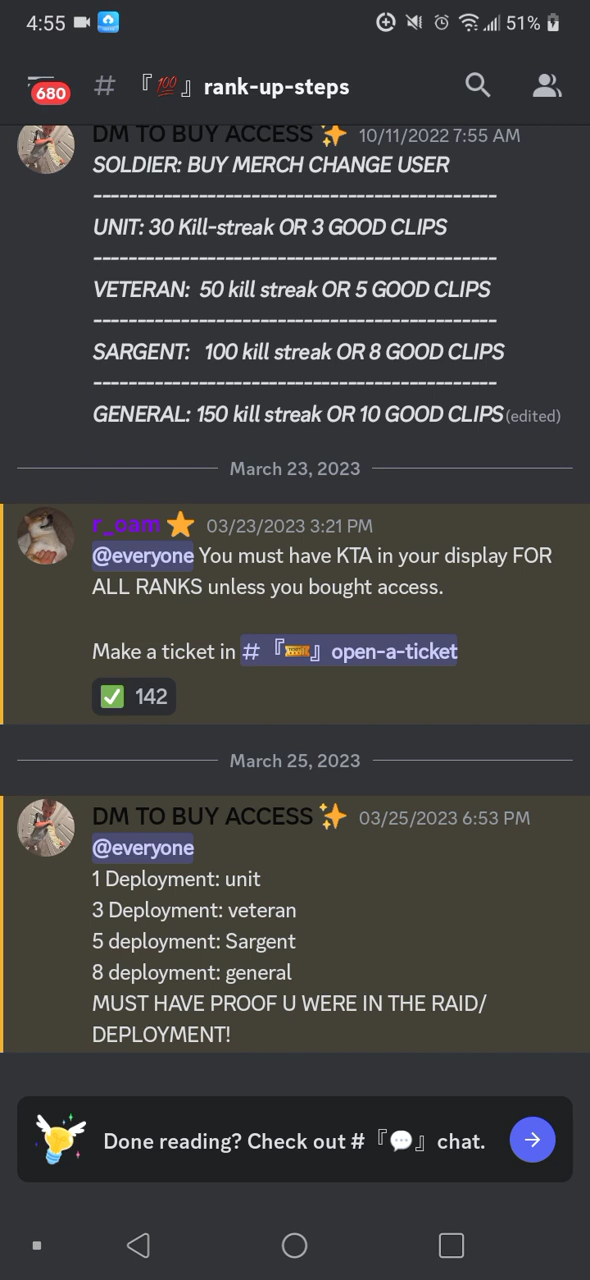 4:55 51%
680 # 『💯』 rank-up-steps
DM TO BUY ACCESS ✨ 10/11/2022 7:55 AM
SOLDIER: BUY MERCH CHANGE USER
---------------------------------------------
UNIT: 30 Kill-streak OR 3 GOOD CLIPS
---------------------------------------------
VETERAN:  50 kill streak OR 5 GOOD CLIPS
---------------------------------------------
SARGENT:   100 kill streak OR 8 GOOD CLIPS
---------------------------------------------
GENERAL: 150 kill streak OR 10 GOOD CLIPS (edited)
March 23, 2023
r_oam ⭐ 03/23/2023 3:21 PM
@everyone You must have KTA in your display FOR
ALL RANKS unless you bought access.
Make a ticket in # 『🎫』 open-a-ticket
✅ 142
March 25, 2023
DM TO BUY ACCESS ✨ 03/25/2023 6:53 PM
@everyone
1 Deployment: unit
3 Deployment: veteran
5 deployment: Sargent
8 deployment: general
MUST HAVE PROOF U WERE IN THE RAID/
DEPLOYMENT!
Done reading? Check out # 『💬』 chat.